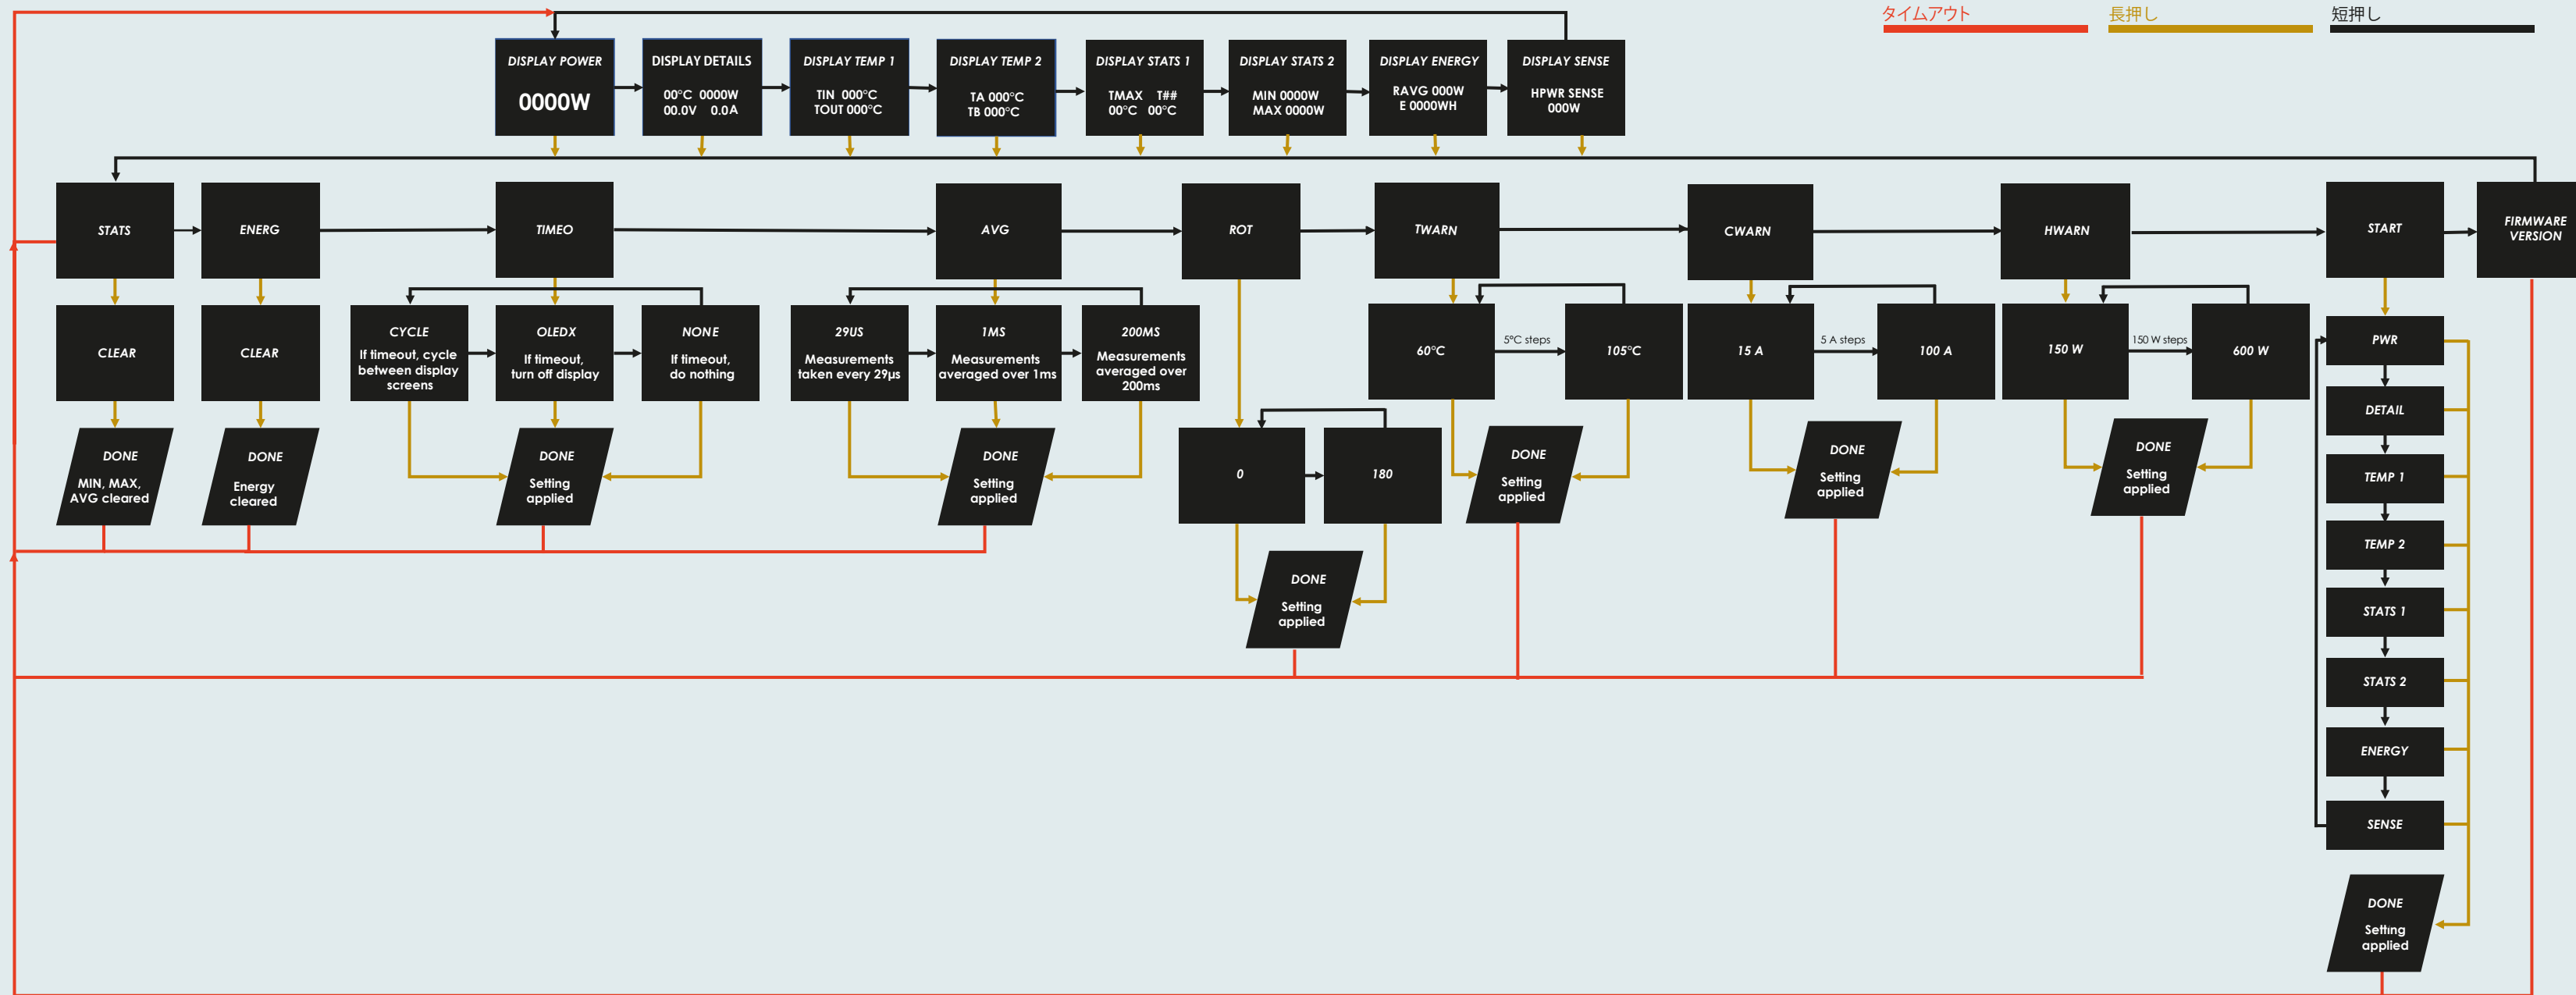 タイムアウト
長押し
短押し
DISPLAY POWER
0000W
DISPLAY DETAILS
00°C 0000W
00.0V 0.0A
DISPLAY TEMP 1
TIN 000°C
TOUT 000°C
DISPLAY TEMP 2
TA 000°C
TB 000°C
DISPLAY STATS 1
TMAX T##
00°C 00°C
DISPLAY STATS 2
MIN 0000W
MAX 0000W
DISPLAY ENERGY
RAVG 000W
E 0000WH
DISPLAY SENSE
HPWR SENSE
000W
STATS
ENERG
TIMEO
AVG
ROT
TWARN
CWARN
HWARN
START
FIRMWARE
VERSION
CLEAR
CLEAR
CYCLE
If timeout, cycle
between display
screens
OLEDX
If timeout,
turn off display
NONE
If timeout,
do nothing
29US
Measurements
taken every 29µs
1MS
Measurements
averaged over 1ms
200MS
Measurements
averaged over
200ms
60°C
5°C steps
105°C
15 A
5 A steps
100 A
150 W
150 W steps
600 W
PWR
DETAIL
TEMP 1
TEMP 2
STATS 1
STATS 2
ENERGY
SENSE
DONE
MIN, MAX,
AVG cleared
DONE
Energy
cleared
DONE
Setting
applied
DONE
Setting
applied
0
180
DONE
Setting
applied
DONE
Setting
applied
DONE
Setting
applied
DONE
Setting
applied
DONE
Setting
applied